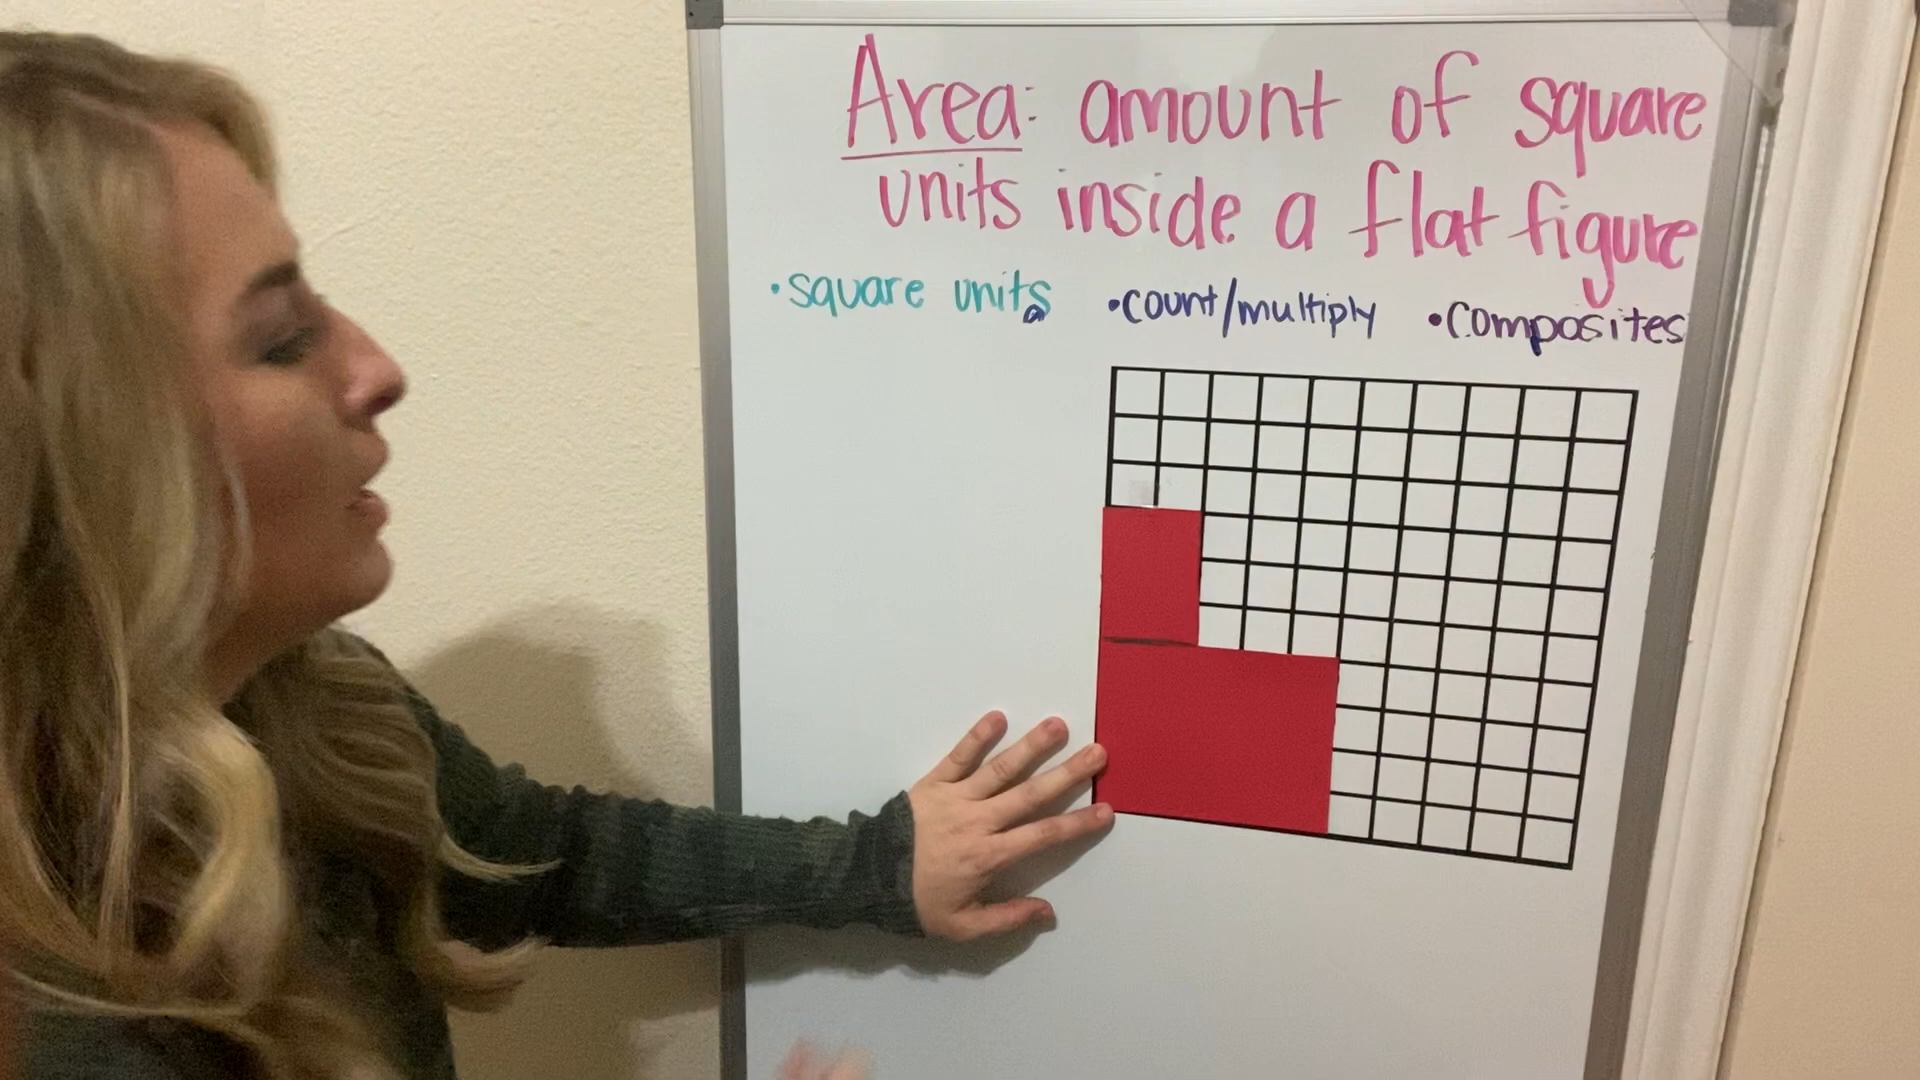 Area: amount of square
units inside a flat figure
•square units •count/multiply •composites